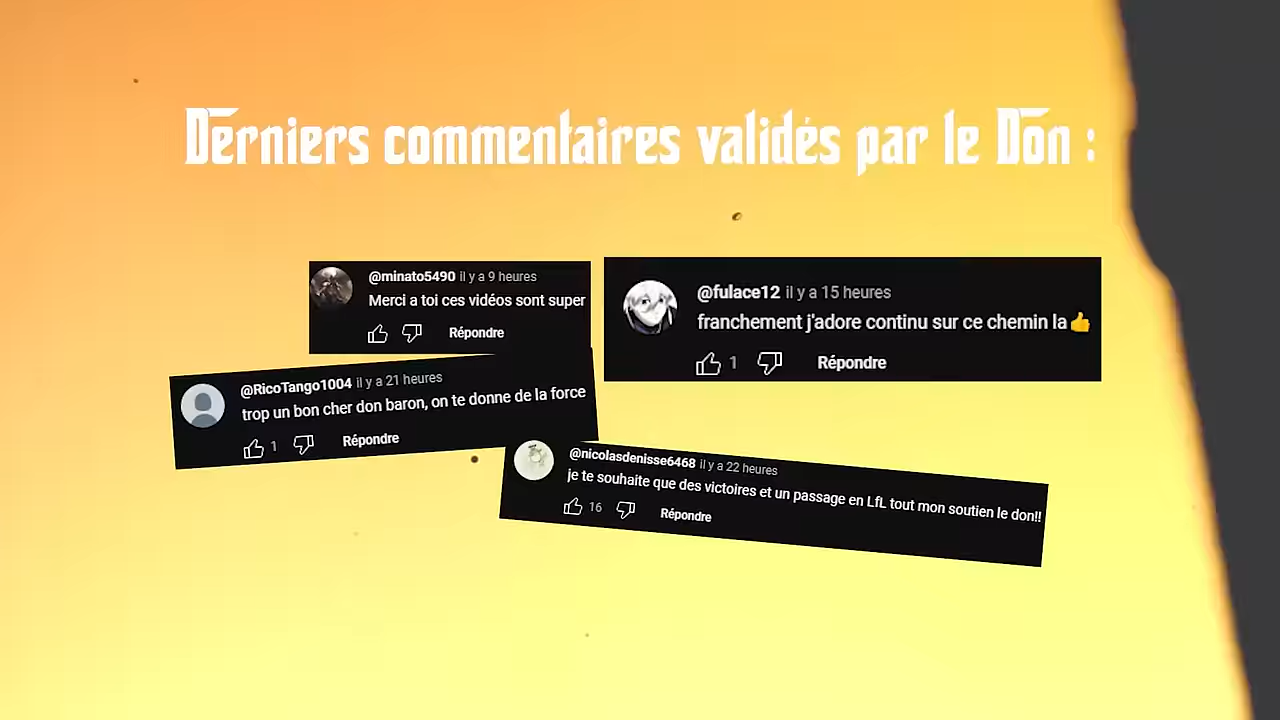 Derniers commentaires validés par le Don :
@minato5490 il y a 9 heures
Merci a toi ces vidéos sont super
Répondre
@fulace12 il y a 15 heures
franchement j'adore continu sur ce chemin la👍
1 Répondre
@RicoTango1004 il y a 21 heures
trop un bon cher don baron, on te donne de la force
1 Répondre
@nicolasdenisse6468 il y a 22 heures
je te souhaite que des victoires et un passage en LfL tout mon soutien le don!!
16 Répondre